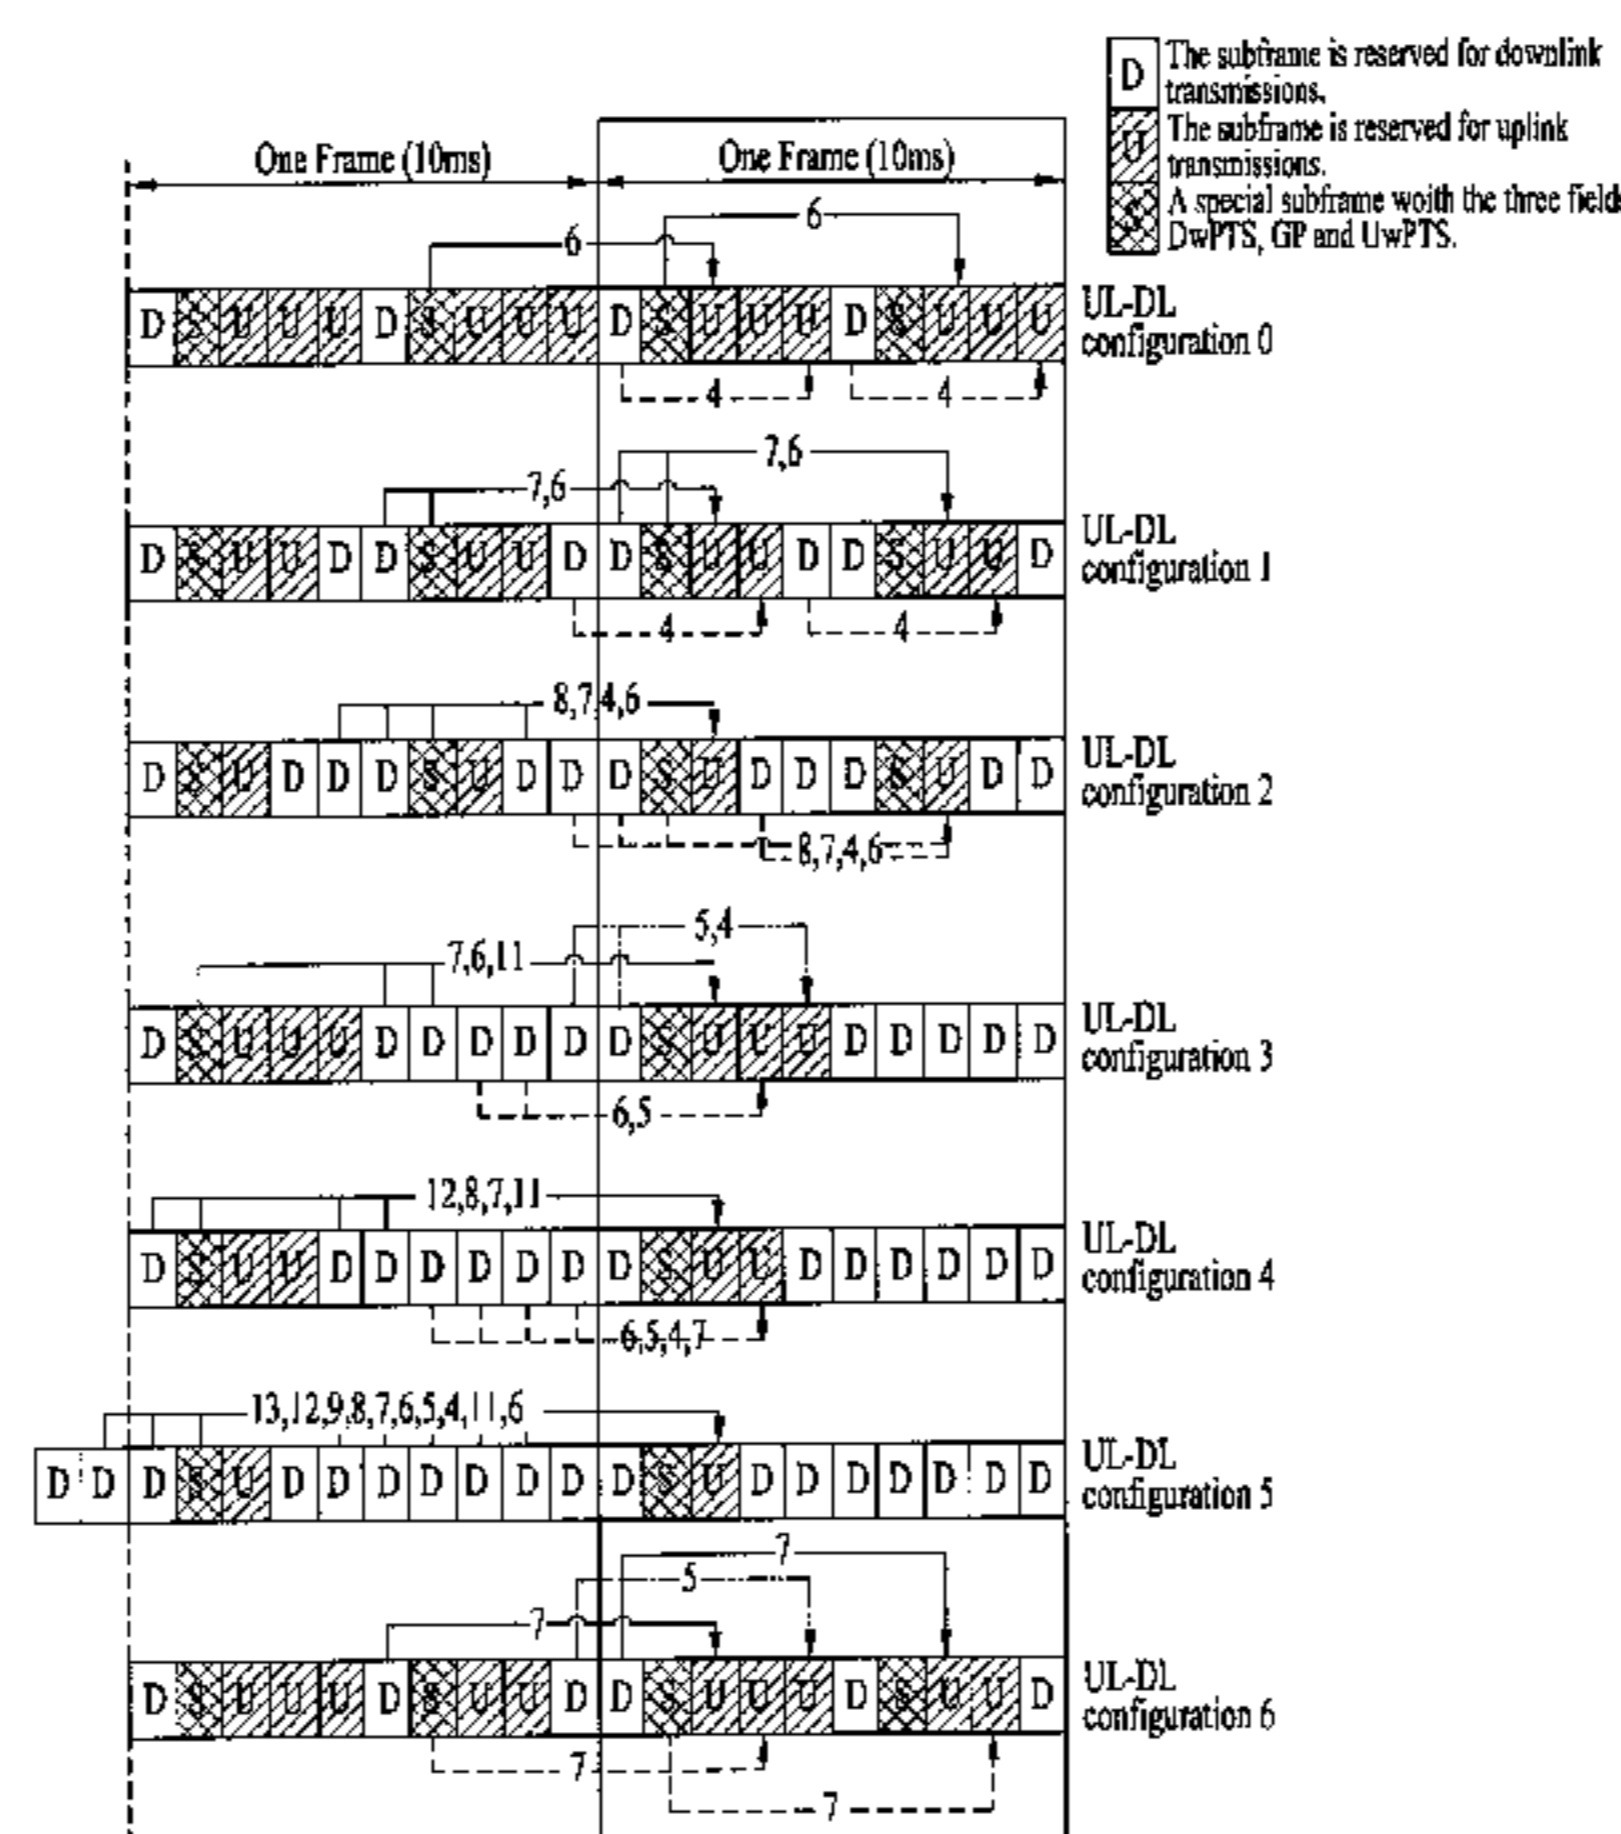 D The subframe is reserved for downlink
transmissions.
U The subframe is reserved for uplink
transmissions.
S A special subframe woith the three fields
DwPTS, GP and UwPTS.
One Frame (10ms) One Frame (10ms)
6
6
D S U U U D S U U U D S U U U D S U U U UL-DL
configuration 0
4 4
7,6
7,6
D S U U D D S U U D D S U U D D S U U D UL-DL
configuration 1
4 4
8,7,4,6
D S U D D D S U D D D S U D D D S U D D UL-DL
configuration 2
8,7,4,6
5,4
7,6,11
D S U U U D D D D D D S U U U D D D D D UL-DL
configuration 3
6,5
12,8,7,11
D S U U D D D D D D D S U U D D D D D D UL-DL
configuration 4
6,5,4,7
13,12,9,8,7,6,5,4,11,6
D D D S U D D D D D D D D S U D D D D D D D UL-DL
configuration 5
7
5
7
D S U U U D S U U D D S U U U D S U U D UL-DL
configuration 6
7
7